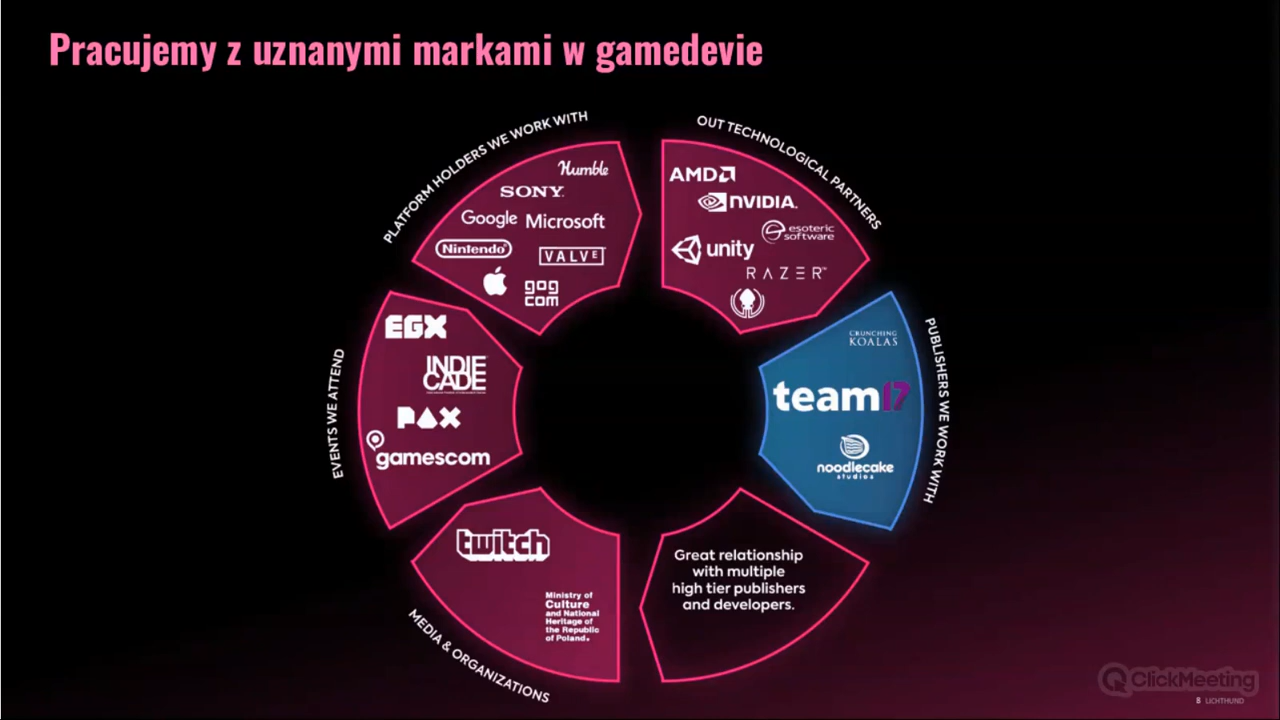 Pracujemy z uznanymi markami w gamedevie
PLATFORM HOLDERS WE WORK WITH
Humble
SONY
Google Microsoft
Nintendo
VALVE
gog
com
OUT TECHNOLOGICAL PARTNERS
AMD
NVIDIA
esoteric
software
unity
RAZER™
EVENTS WE ATTEND
EGX
INDIE
CADE
PAX
gamescom
PUBLISHERS WE WORK WITH
CRUNCHING
KOALAS
team17
noodlecake
studios
MEDIA & ORGANIZATIONS
twitch
Ministry of
Culture
and National
Heritage of
the Republic
of Poland.
Great relationship
with multiple
high tier publishers
and developers.
ClickMeeting
8 LICHTHUND